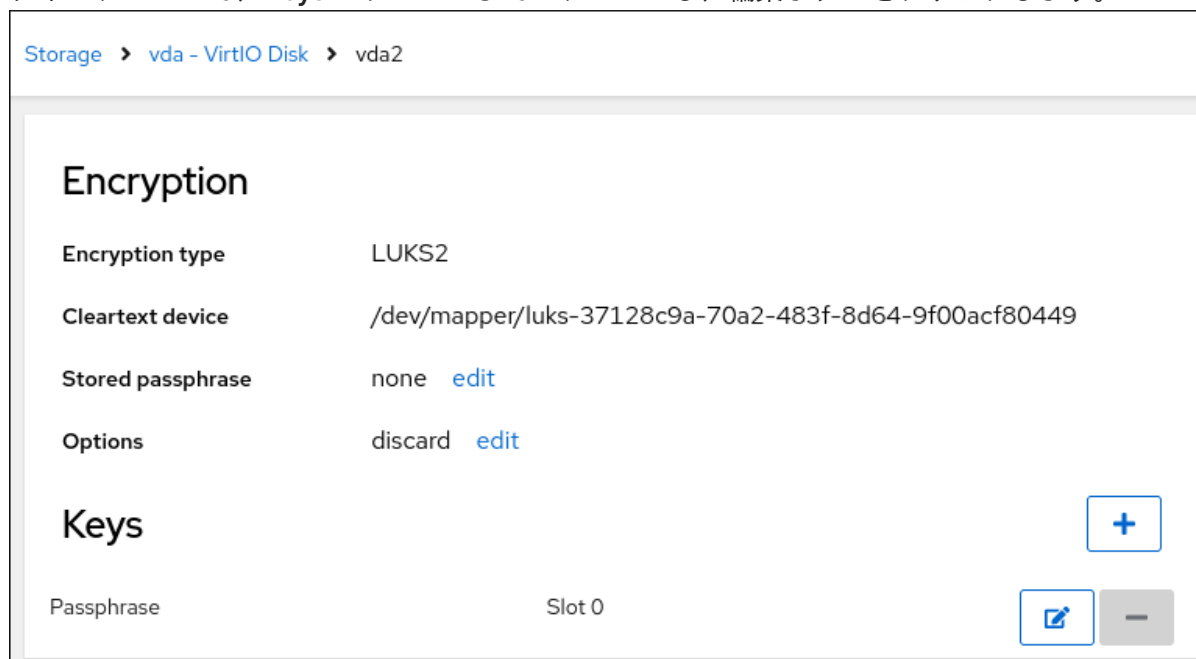 Storage > vda - VirtIO Disk > vda2
Encryption
Encryption type LUKS2
Cleartext device /dev/mapper/luks-37128c9a-70a2-483f-8d64-9f00acf80449
Stored passphrase none edit
Options discard edit
Keys
Passphrase Slot 0